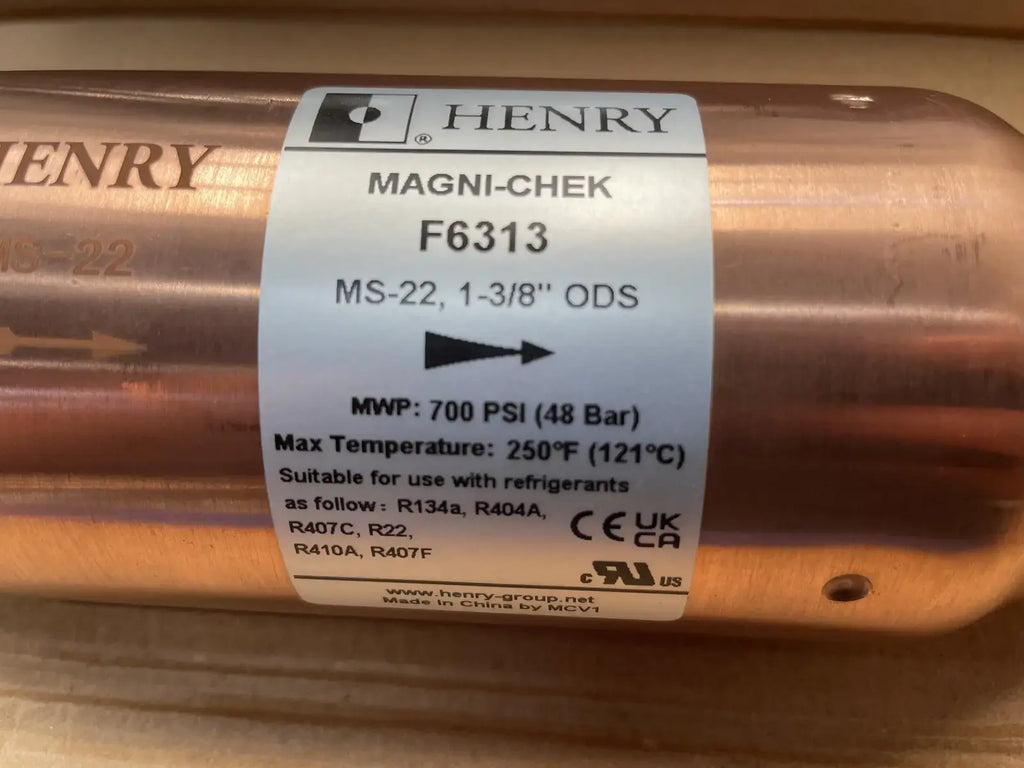 HENRY
MS-22
® HENRY
MAGNI-CHEK
F6313
MS-22, 1-3/8" ODS
MWP: 700 PSI (48 Bar)
Max Temperature: 250°F (121°C)
Suitable for use with refrigerants
as follow: R134a, R404A,
R407C, R22,
R410A, R407F
CE UK
CA
c RU US
www.henry-group.net
Made in China by MCV1